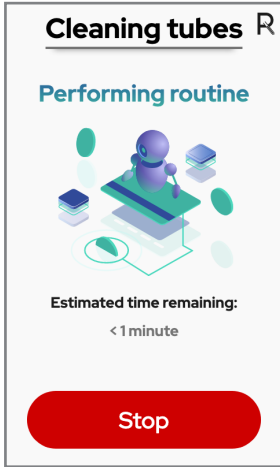 Cleaning tubes
R
Performing routine
Estimated time remaining:
< 1 minute
Stop